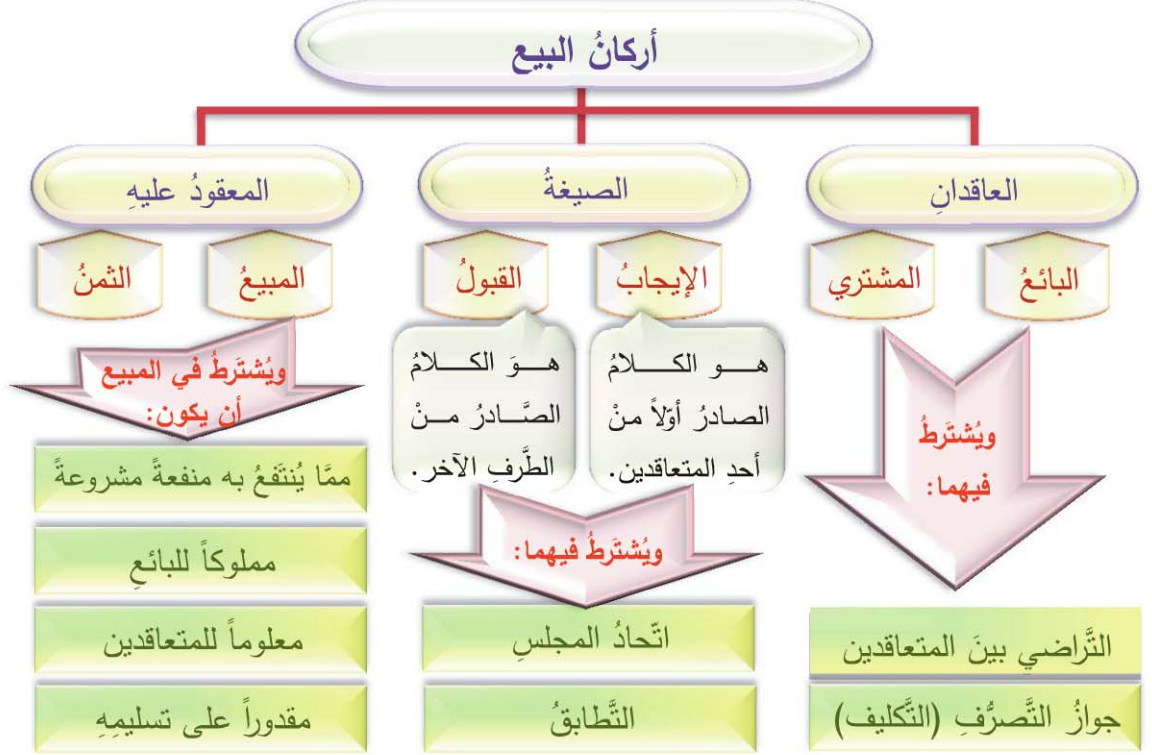 أركانُ البيع
العاقدانِ
البائعُ
المشتري
ويُشترطُ
فيهما:
التَّراضي بينَ المتعاقدين
جوازُ التَّصرُّفِ (التَّكليف)
الصيغةُ
الإيجابُ
هو الكلامُ
الصادرُ أوّلاً منْ
أحدِ المتعاقدين.
القبولُ
هوَ الكلامُ
الصَّادرُ منْ
الطَّرفِ الآخر.
ويُشترطُ فيهما:
اتّحادُ المجلسِ
التَّطابقُ
المعقودُ عليهِ
المبيعُ
الثمنُ
ويُشترطُ في المبيع
أن يكون:
ممَّا يُنتفعُ به منفعةً مشروعةً
مملوكاً للبائعِ
معلوماً للمتعاقدين
مقدوراً على تسليمِهِ